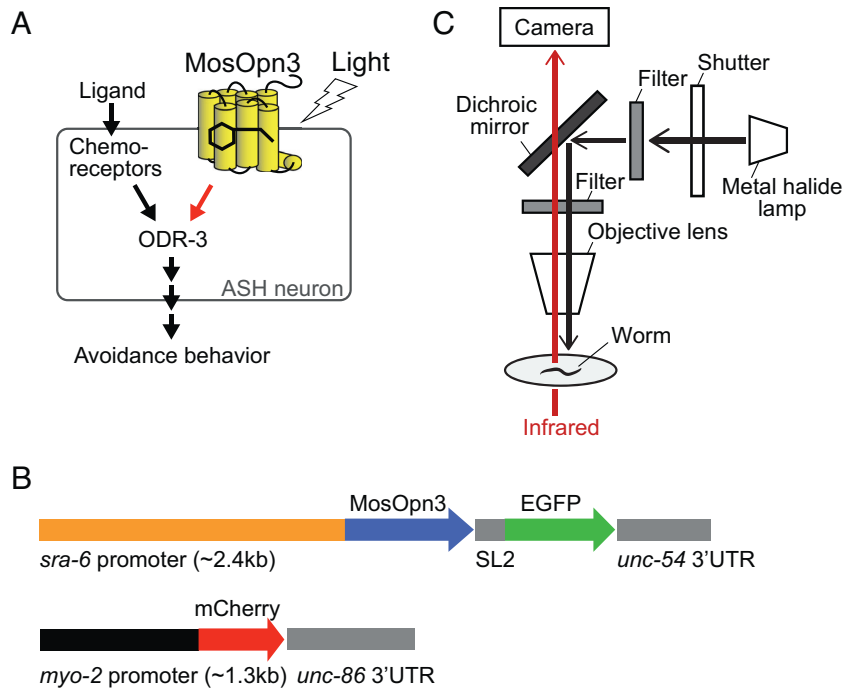 A
MosOpn3
Light
Ligand
Chemo-
receptors
ODR-3
ASH neuron
Avoidance behavior
C
Camera
Shutter
Filter
Dichroic
mirror
Metal halide
lamp
Filter
Objective lens
Worm
Infrared
B
MosOpn3
EGFP
sra-6 promoter (~2.4kb)
SL2
unc-54 3'UTR
mCherry
myo-2 promoter (~1.3kb)
unc-86 3'UTR